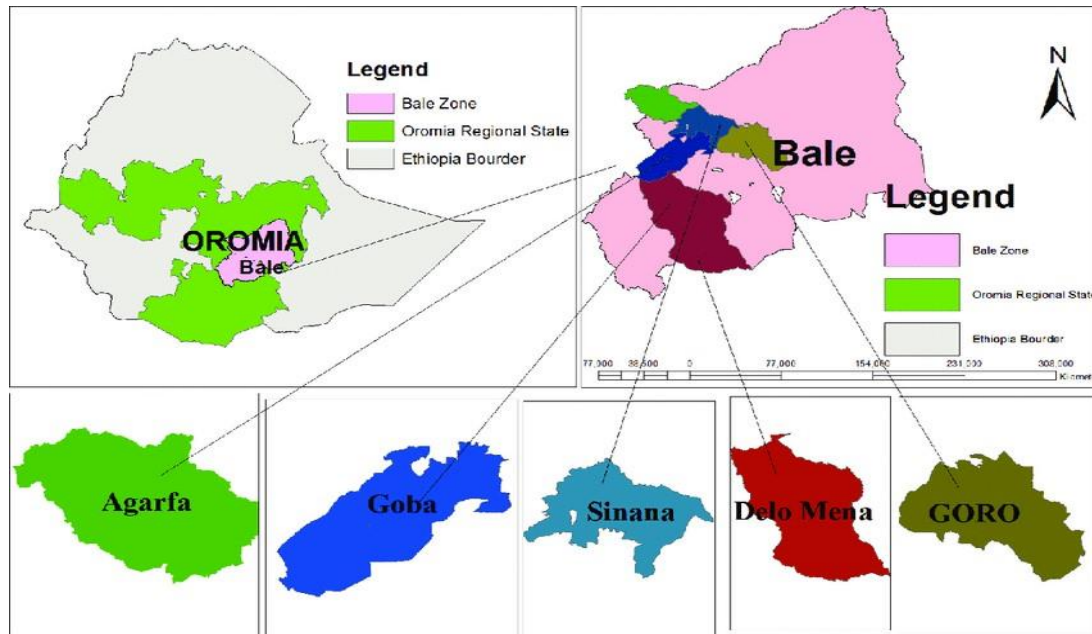 Legend
Bale Zone
Oromia Regional State
Ethiopia Bourder
OROMIA
Bale
N
Bale
Legend
Bale Zone
Oromia Regional State
Ethiopia Bourder
77,000 38,500 0 77,000 154,000 231,000 308,000
Kilomet
Agarfa
Goba
Sinana
Delo Mena
GORO